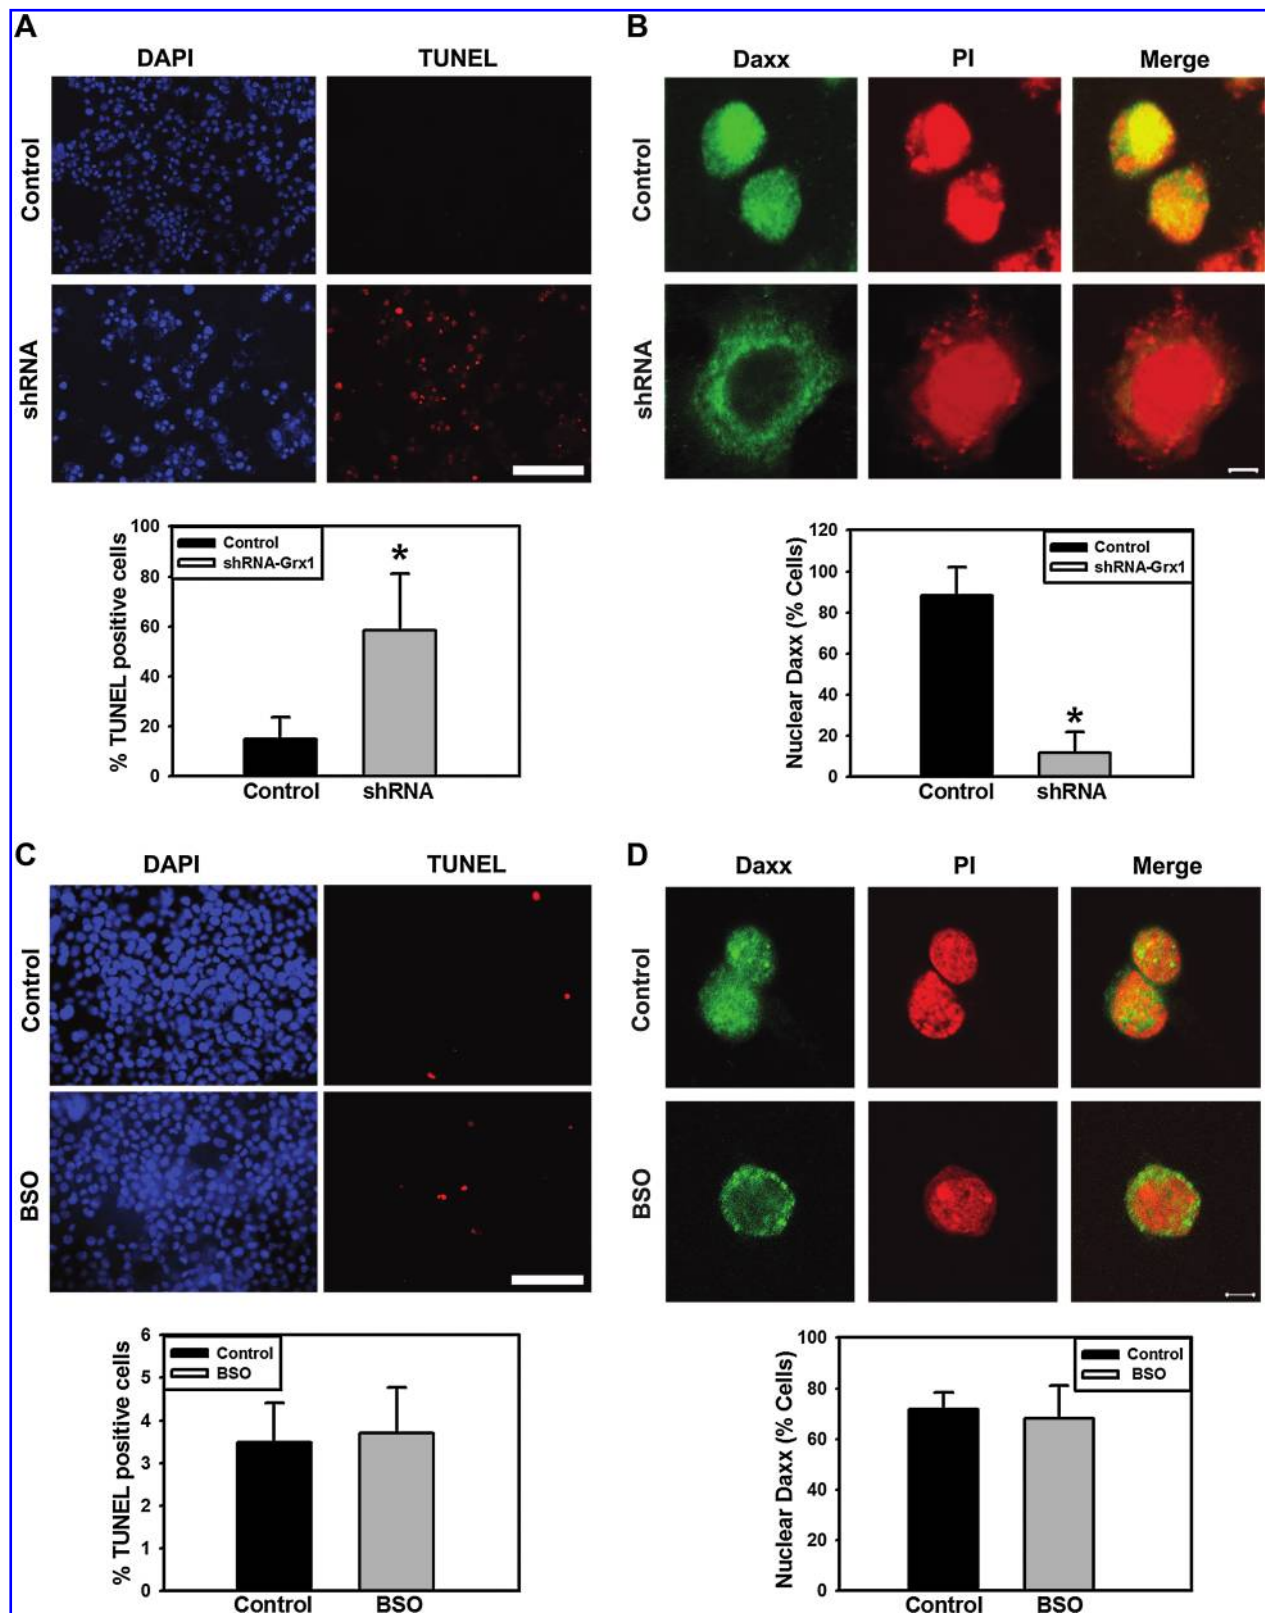 A
DAPI TUNEL
Control
shRNA
% TUNEL positive cells
100
80
60
40
20
0
Control
shRNA-Grx1
*
Control shRNA
B
Daxx PI Merge
Control
shRNA
Nuclear Daxx (% Cells)
120
100
80
60
40
20
0
Control
shRNA-Grx1
*
Control shRNA
C
DAPI TUNEL
Control
BSO
% TUNEL positive cells
6
5
4
3
2
1
0
Control
BSO
Control BSO
D
Daxx PI Merge
Control
BSO
Nuclear Daxx (% Cells)
100
80
60
40
20
0
Control
BSO
Control BSO